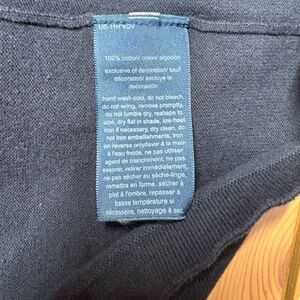 100% cotton/ coton/ algodón
exclusive of decoration/ sauf
décoration/ excluye la
decoración
hand wash cold, do not bleach,
do not wring, remove promptly,
do not tumble dry, reshape to
size, dry flat in shade, low heat
iron if necessary, dry clean, do
not iron embellishments, iron on
reverse only/laver à la main
à l'eau froide, ne pas utiliser
agent de blanchiment, ne pas
essorer, retirer immédiatement,
ne pas sécher au sèche-linge,
remettre en forme, sécher à
plat à l'ombre, repasser à
basse température si
nécessaire, nettoyage à sec